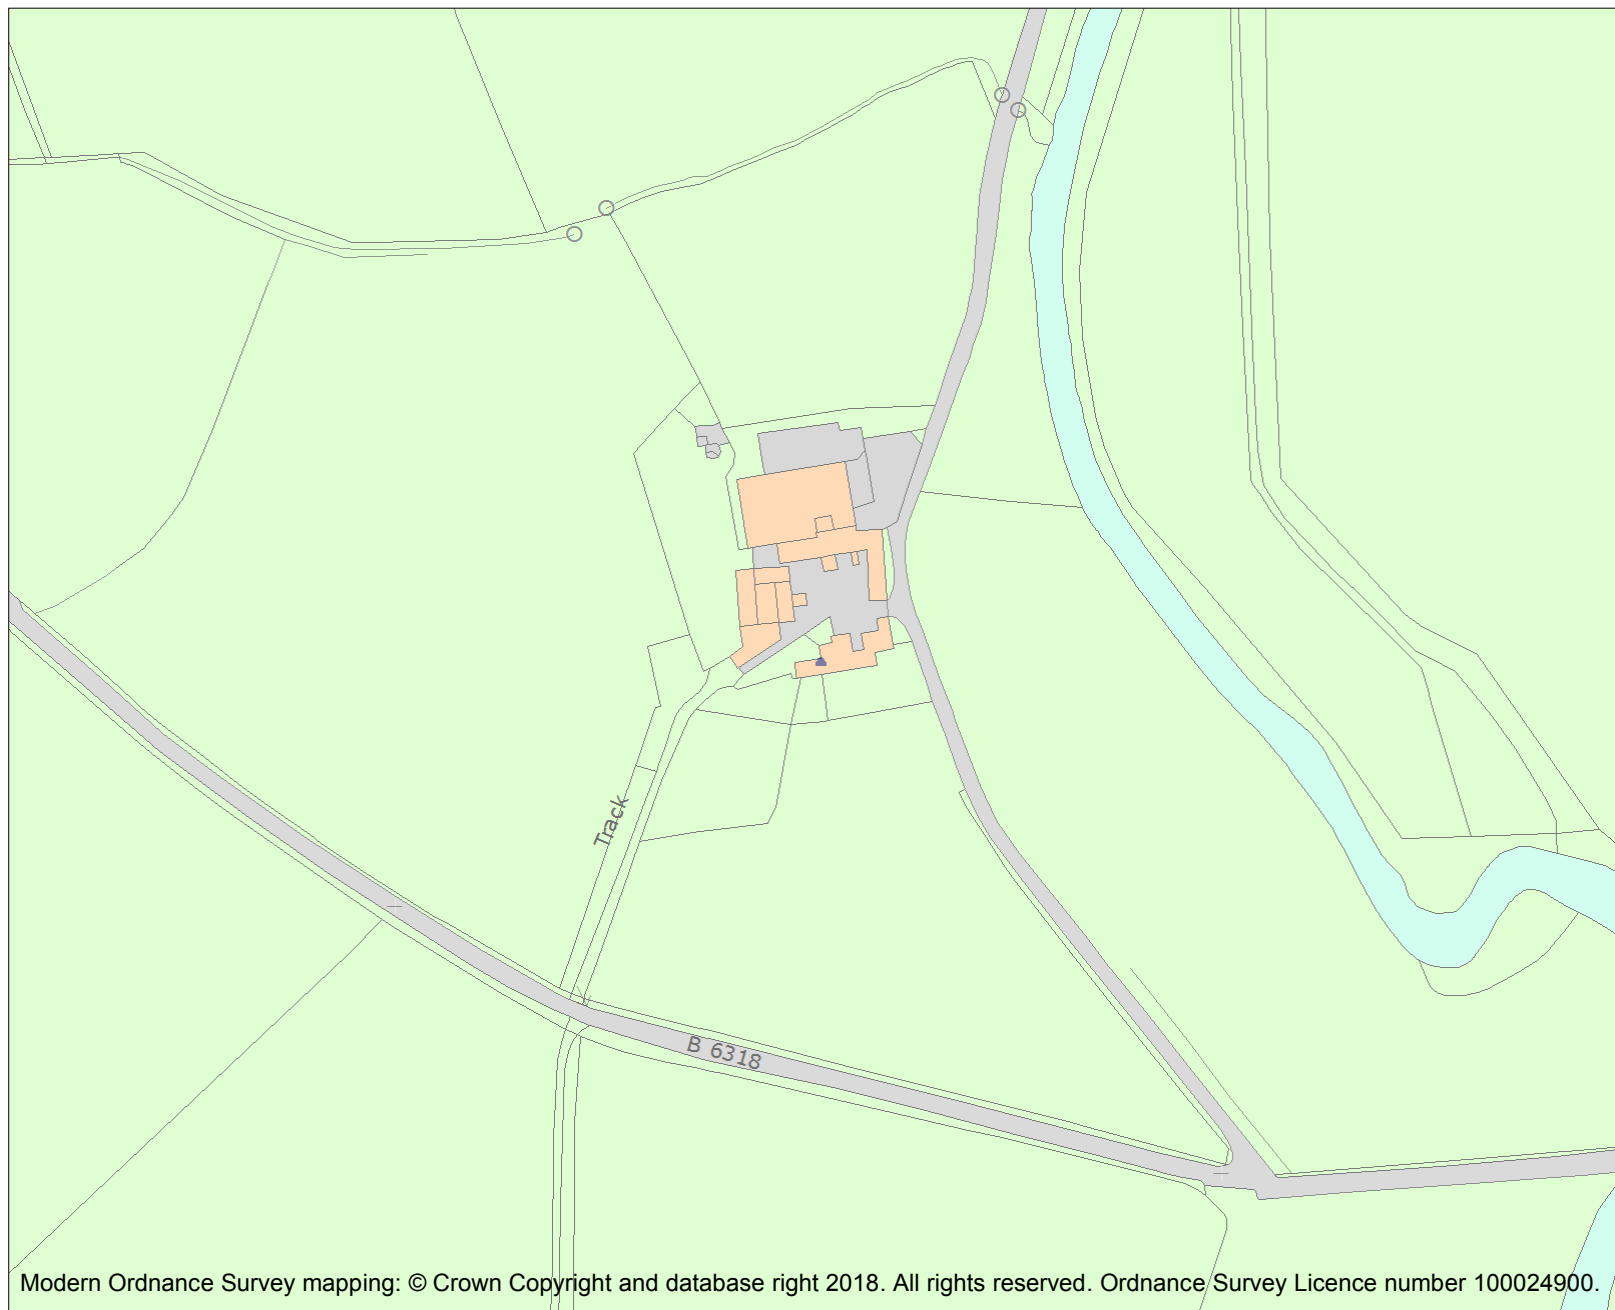 Track
B 6318
Modern Ordnance Survey mapping: © Crown Copyright and database right 2018. All rights reserved. Ordnance Survey Licence number 100024900.